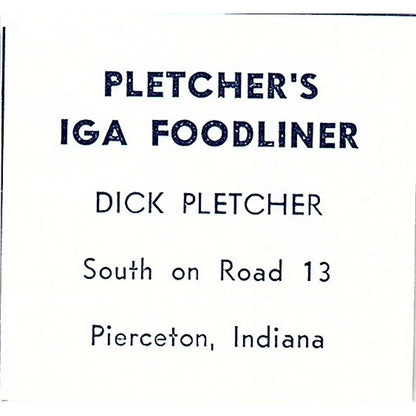 PLETCHER'S
IGA FOODLINER
DICK PLETCHER
South on Road 13
Pierceton, Indiana